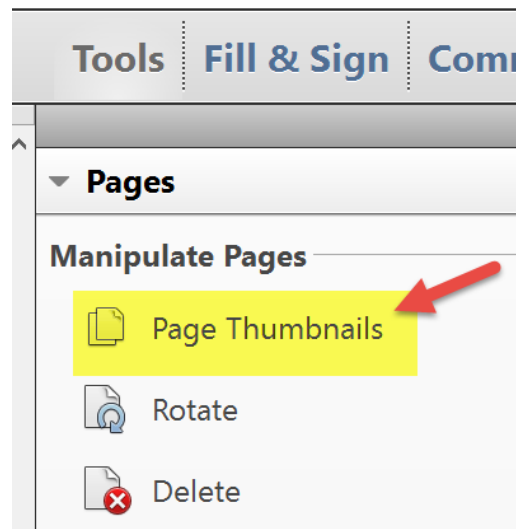 Tools Fill & Sign
Pages
Manipulate Pages
Page Thumbnails
Rotate
Delete